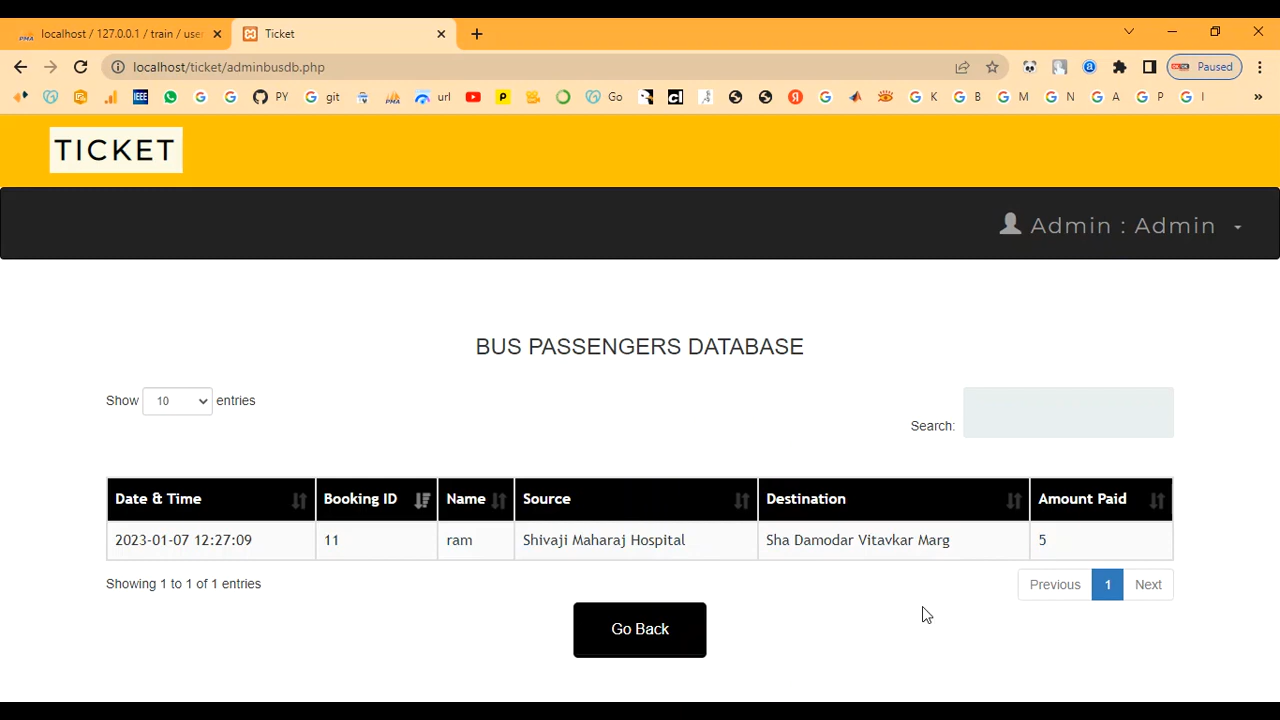 localhost / 127.0.0.1 / train / use
Ticket
localhost/ticket/adminbusdb.php
Paused
IEEE PY git PMA url Go K B M N A P I »
TICKET
Admin : Admin
BUS PASSENGERS DATABASE
Show 10 entries
Search:
Date & Time Booking ID Name Source Destination Amount Paid
2023-01-07 12:27:09 11 ram Shivaji Maharaj Hospital Sha Damodar Vitavkar Marg 5
Showing 1 to 1 of 1 entries
Previous 1 Next
Go Back